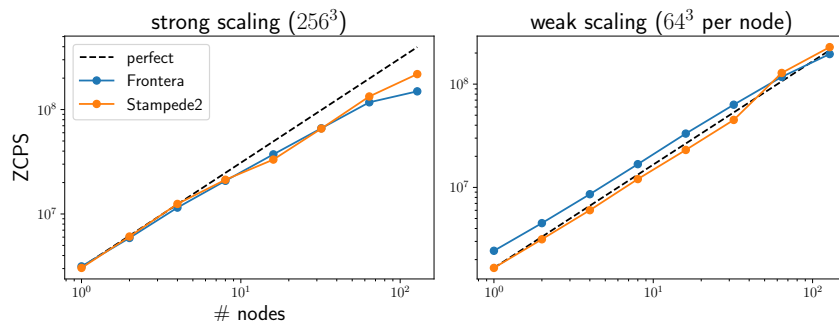 strong scaling (256³)
weak scaling (64³ per node)
perfect
Frontera
Stampede2
ZCPS
10⁸
10⁷
10⁸
10⁷
10⁰
10¹
10²
10⁰
10¹
10²
# nodes